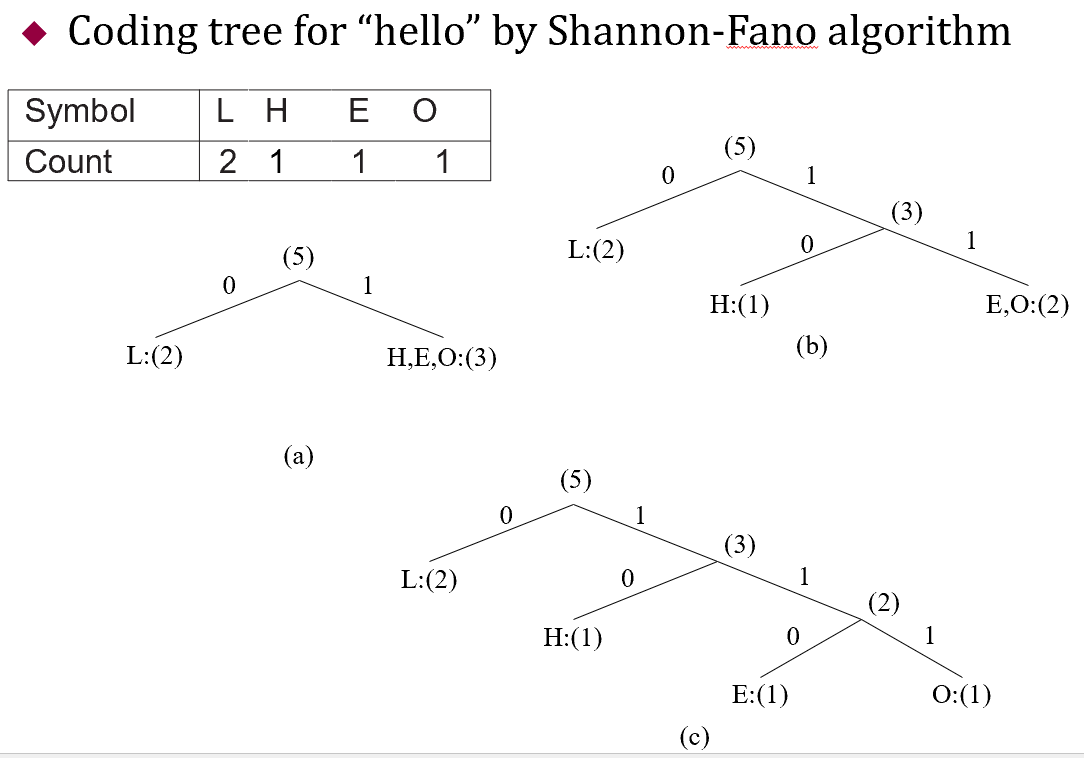 Coding tree for “hello” by Shannon-Fano algorithm
Symbol L H E O
Count 2 1 1 1
(5)
0 1
L:(2) H,E,O:(3)
(a)
(5)
0 1
L:(2)
(3)
0 1
H:(1) E,O:(2)
(b)
(5)
0 1
L:(2)
(3)
0 1
H:(1)
(2)
0 1
E:(1) O:(1)
(c)